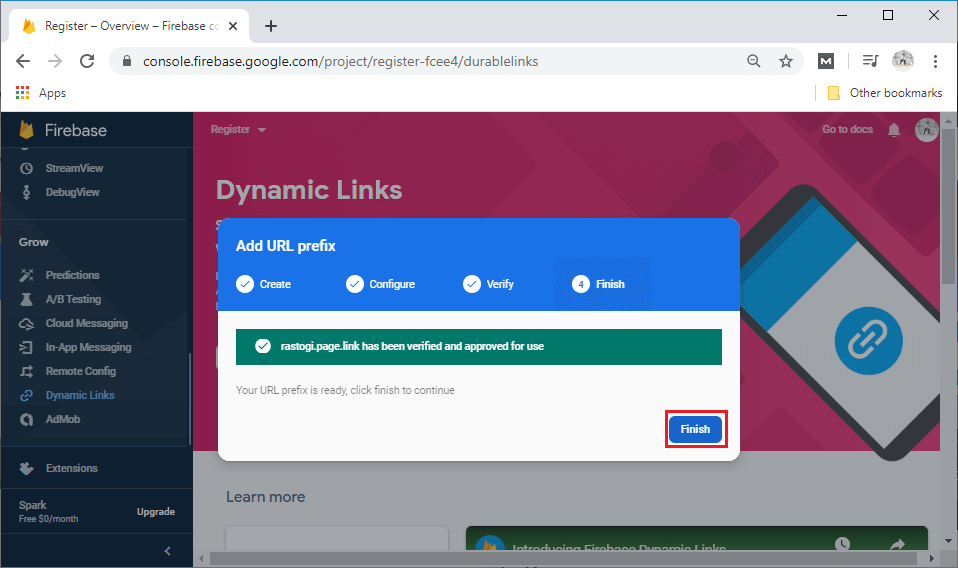 Register – Overview – Firebase co
console.firebase.google.com/project/register-fcee4/durablelinks
M
Apps
Other bookmarks
Firebase
Register
Go to docs
StreamView
DebugView
Dynamic Links
Grow
Predictions
A/B Testing
Cloud Messaging
In-App Messaging
Remote Config
Dynamic Links
AdMob
Extensions
Spark
Free $0/month
Upgrade
Add URL prefix
Create
Configure
Verify
4 Finish
rastogi.page.link has been verified and approved for use
Your URL prefix is ready, click finish to continue
Finish
Learn more
Introducing Firebase Dynamic Links